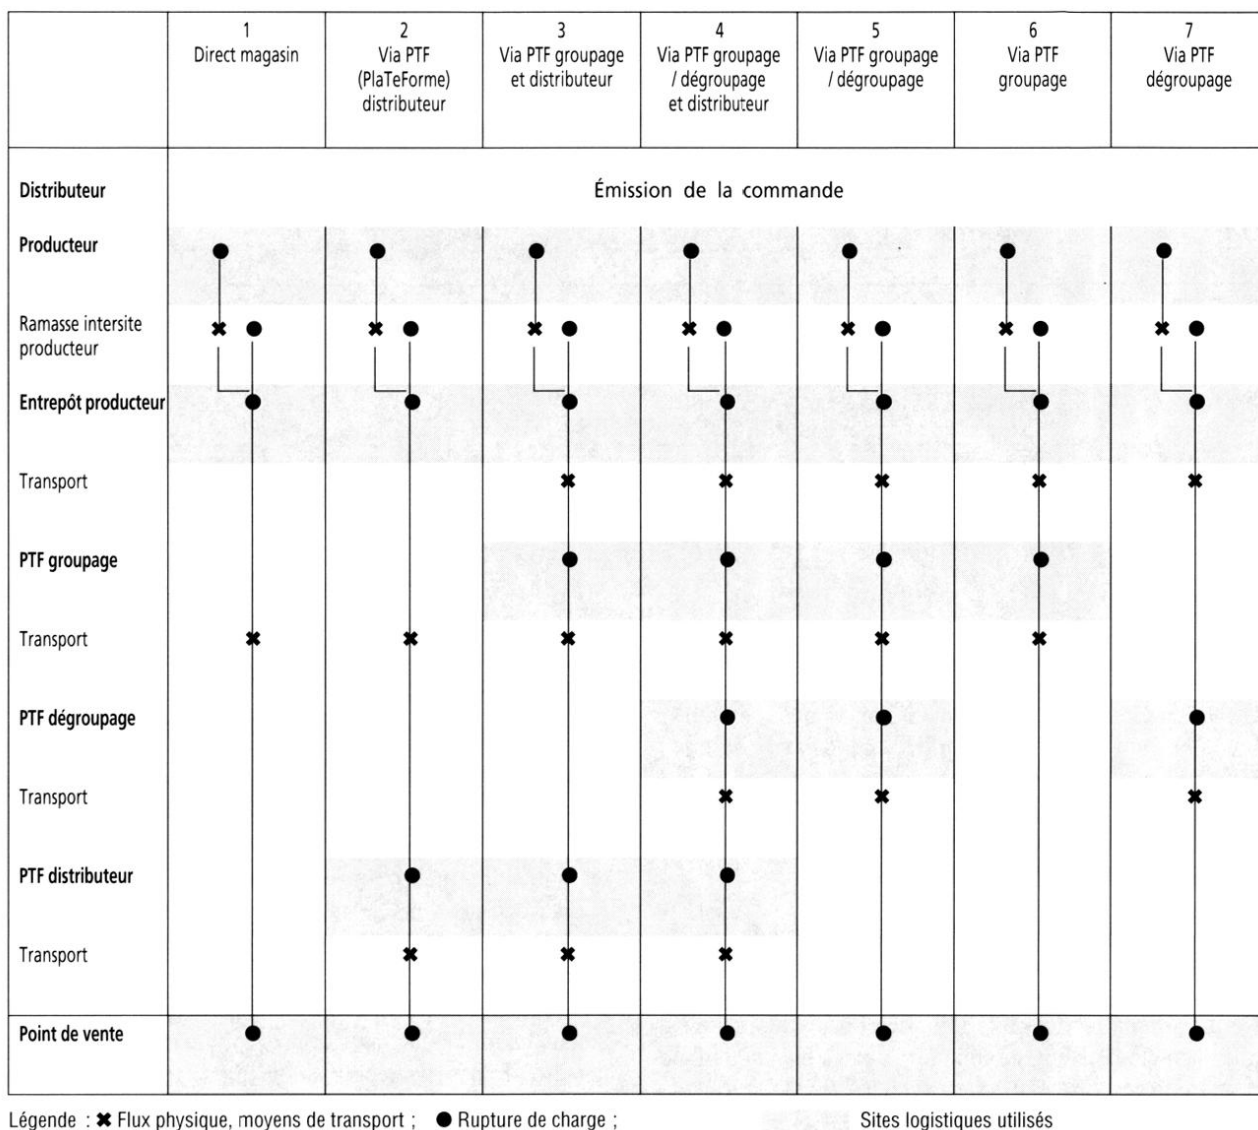 1
Direct magasin
2
Via PTF
(PlaTeForme)
distributeur
3
Via PTF groupage
et distributeur
4
Via PTF groupage
/ dégroupage
et distributeur
5
Via PTF groupage
/ dégroupage
6
Via PTF
groupage
7
Via PTF
dégroupage
Distributeur
Émission de la commande
Producteur
Ramasse intersite
producteur
Entrepôt producteur
Transport
PTF groupage
Transport
PTF dégroupage
Transport
PTF distributeur
Transport
Point de vente
Légende : ✖ Flux physique, moyens de transport ; ● Rupture de charge ; Sites logistiques utilisés